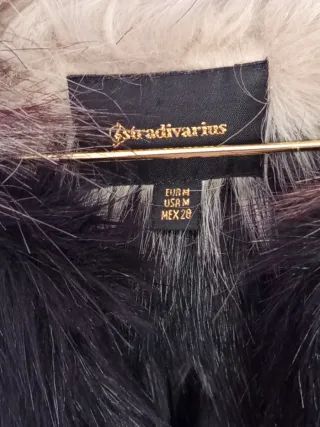 stradivarius
EUR M
USA M
MEX 28